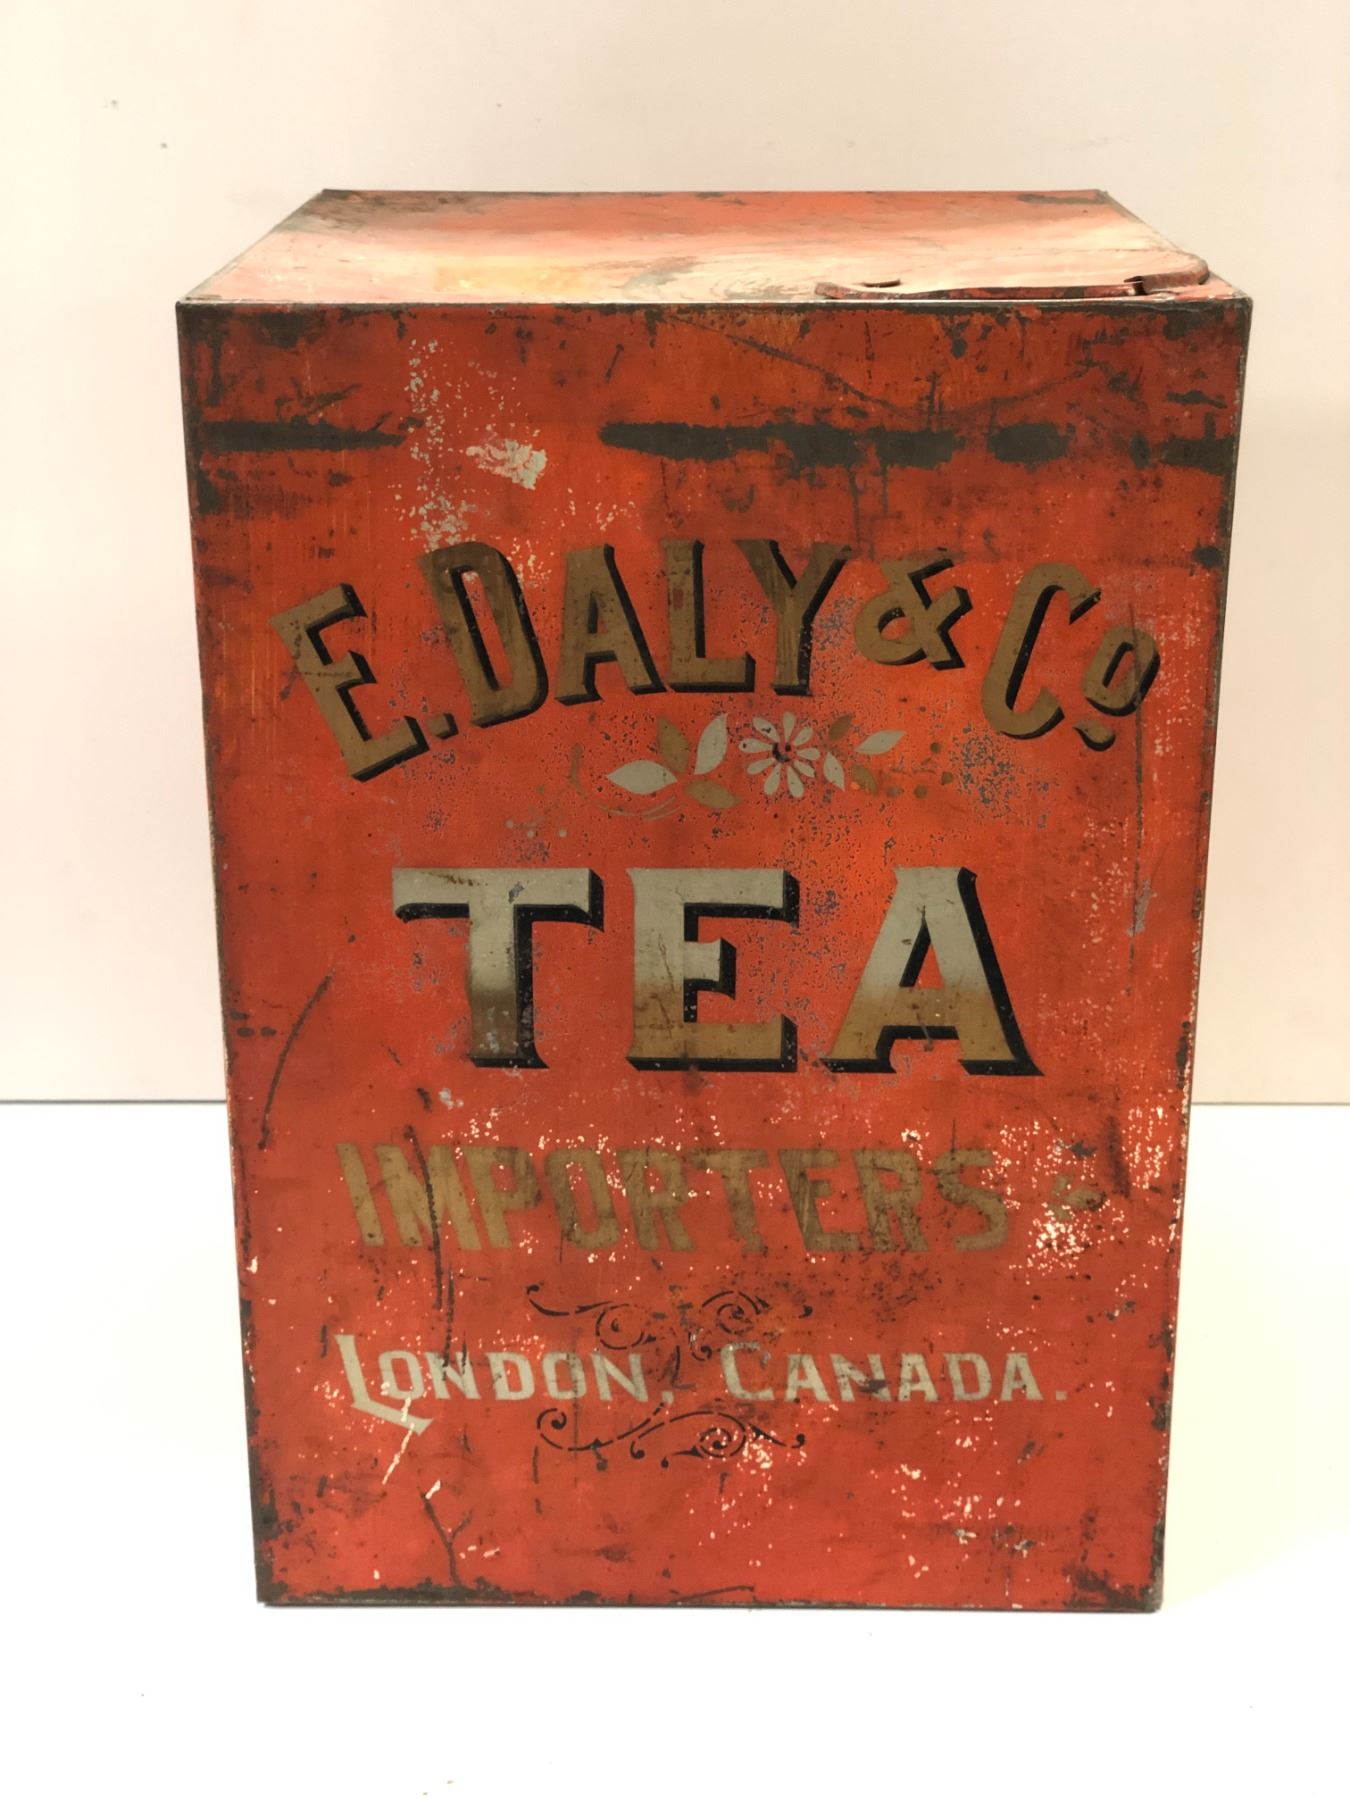 E. DALY & Co
TEA
IMPORTERS
LONDON, CANADA.